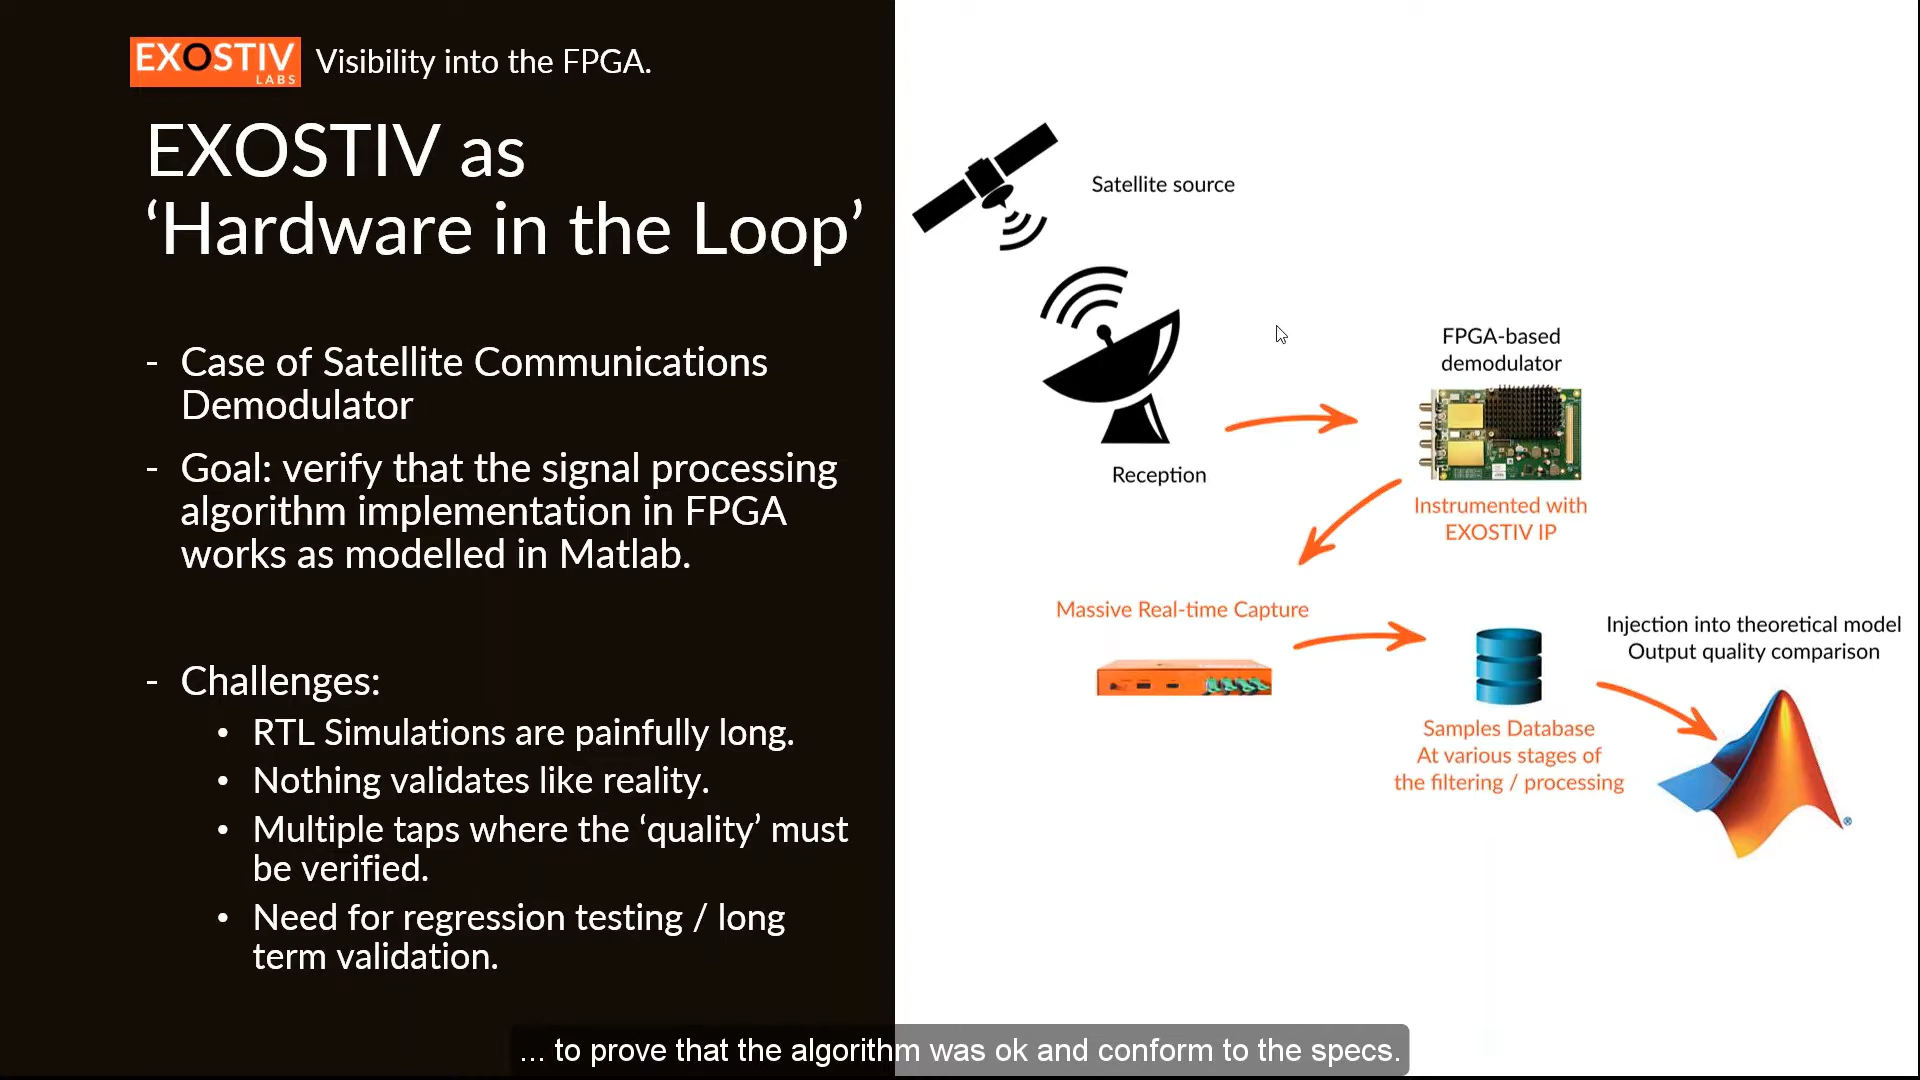 EXOSTIV
LABS
Visibility into the FPGA.
EXOSTIV as
‘Hardware in the Loop’
- Case of Satellite Communications
Demodulator
- Goal: verify that the signal processing
algorithm implementation in FPGA
works as modelled in Matlab.
- Challenges:
• RTL Simulations are painfully long.
• Nothing validates like reality.
• Multiple taps where the ‘quality’ must
be verified.
• Need for regression testing / long
term validation.
Satellite source
Reception
FPGA-based
demodulator
Instrumented with
EXOSTIV IP
Massive Real-time Capture
Samples Database
At various stages of
the filtering / processing
Injection into theoretical model
Output quality comparison
®
... to prove that the algorithm was ok and conform to the specs.